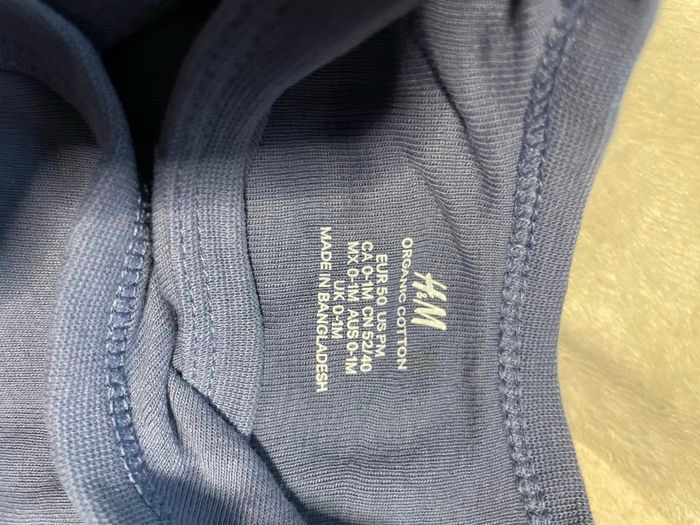 H&M
ORGANIC COTTON
EUR 50 US PM
CA 0-1M CN 52/40
MX 0-1M AUS 0-1M
UK 0-1M
MADE IN BANGLADESH